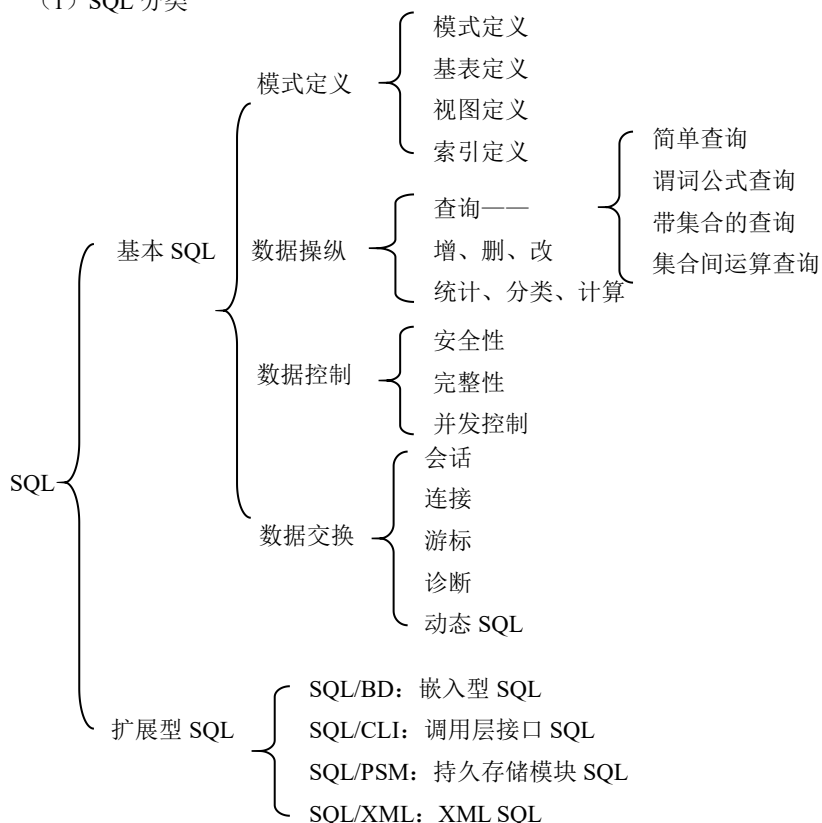 （1）SQL 分类
模式定义
模式定义
基表定义
视图定义
索引定义
简单查询
谓词公式查询
带集合的查询
集合间运算查询
基本 SQL
数据操纵
查询——
增、删、改
统计、分类、计算
数据控制
安全性
完整性
并发控制
SQL
数据交换
会话
连接
游标
诊断
动态 SQL
扩展型 SQL
SQL/BD：嵌入型 SQL
SQL/CLI：调用层接口 SQL
SQL/PSM：持久存储模块 SQL
SQL/XML：XML SQL